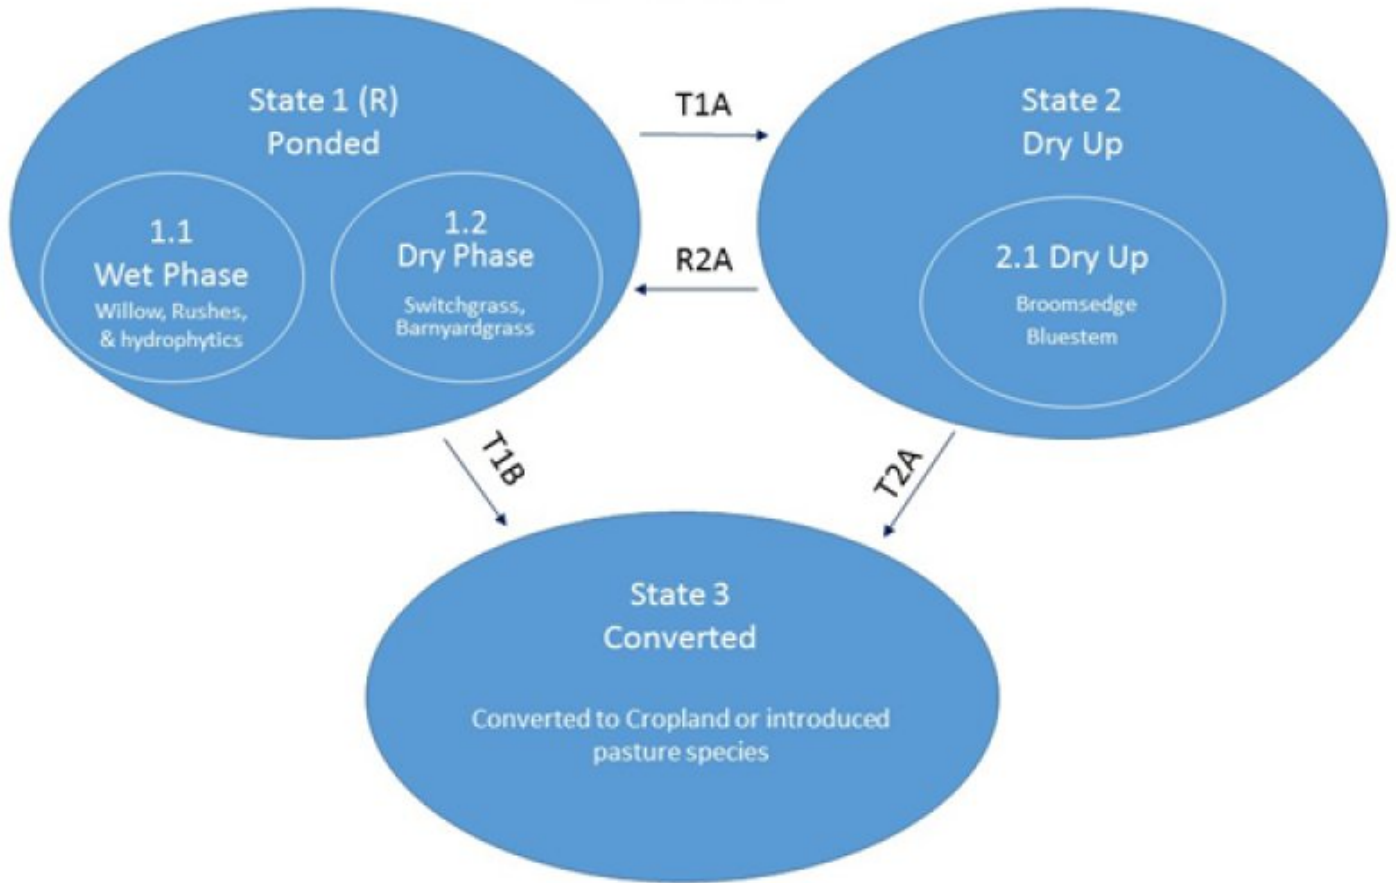 State 1 (R)
Ponded
1.1
Wet Phase
Willow, Rushes,
& hydrophytics
1.2
Dry Phase
Switchgrass,
Barnyardgrass
T1A
R2A
State 2
Dry Up
2.1 Dry Up
Broomsedge
Bluestem
T1B
T2A
State 3
Converted
Converted to Cropland or introduced
pasture species